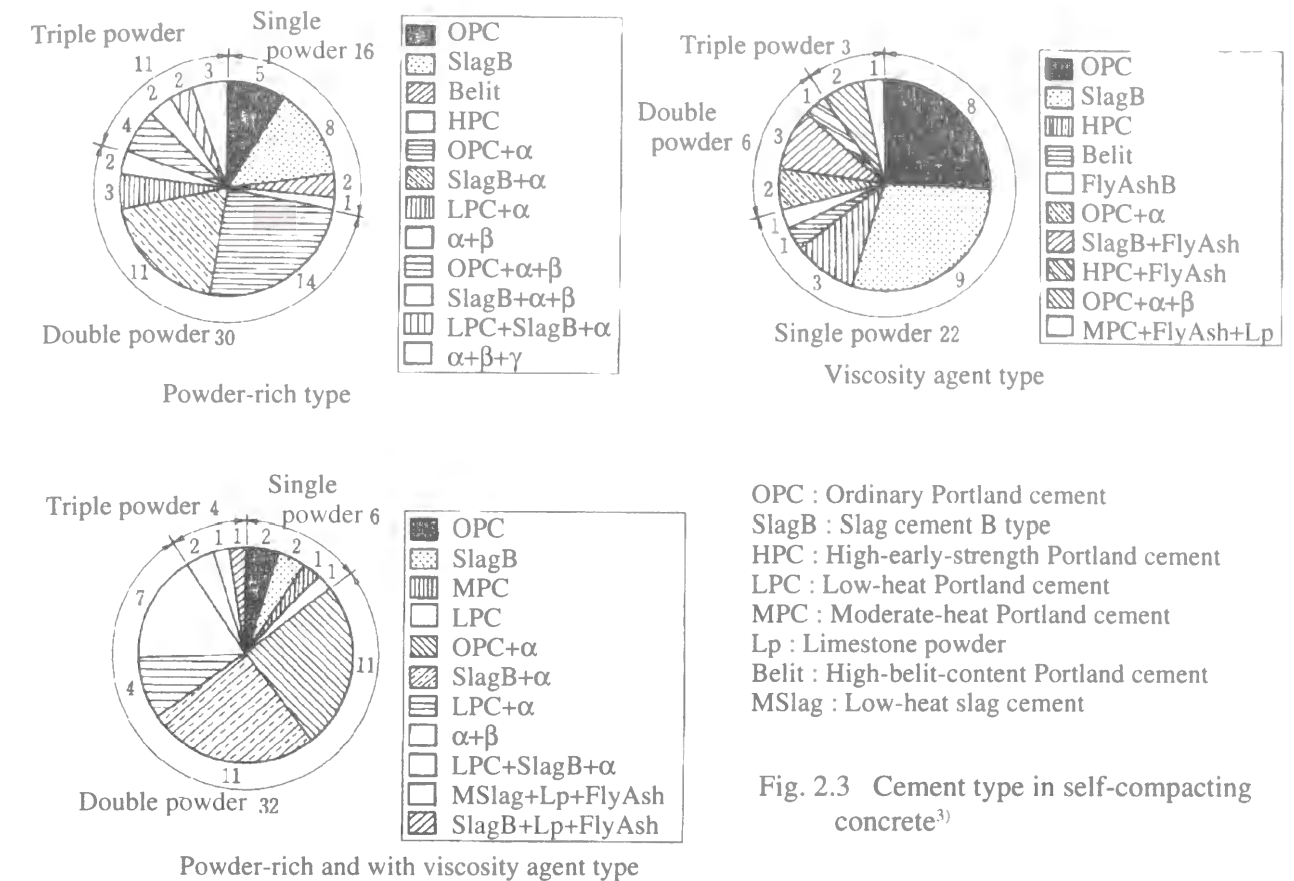 Triple powder
11
Single
powder 16
5
8
2
1
14
11
3
2
4
2
2
3
Double powder 30
OPC
SlagB
Belit
HPC
OPC+α
SlagB+α
LPC+α
α+β
OPC+α+β
SlagB+α+β
LPC+SlagB+α
α+β+γ
Powder-rich type
Triple powder 3
Double
powder 6
8
9
3
1
1
2
3
1
2
1
Single powder 22
OPC
SlagB
HPC
Belit
FlyAshB
OPC+α
SlagB+FlyAsh
HPC+FlyAsh
OPC+α+β
MPC+FlyAsh+Lp
Viscosity agent type
Triple powder 4
Single
powder 6
2
2
1
1
11
11
4
7
2
1
1
Double powder 32
OPC
SlagB
MPC
LPC
OPC+α
SlagB+α
LPC+α
α+β
LPC+SlagB+α
MSlag+Lp+FlyAsh
SlagB+Lp+FlyAsh
Powder-rich and with viscosity agent type
OPC : Ordinary Portland cement
SlagB : Slag cement B type
HPC : High-early-strength Portland cement
LPC : Low-heat Portland cement
MPC : Moderate-heat Portland cement
Lp : Limestone powder
Belit : High-belit-content Portland cement
MSlag : Low-heat slag cement
Fig. 2.3 Cement type in self-compacting
concrete³⁾